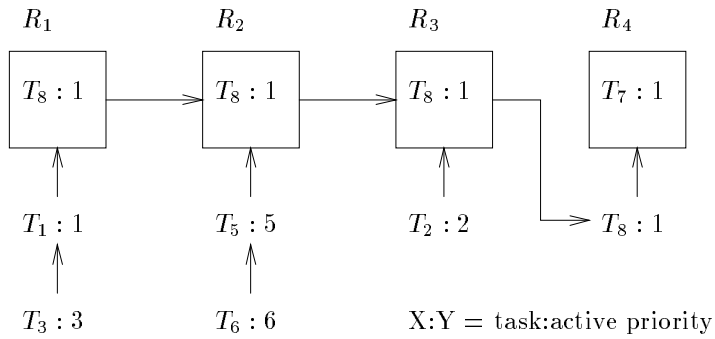 R₁ R₂ R₃ R₄
T₈ : 1 T₈ : 1 T₈ : 1 T₇ : 1
T₁ : 1 T₅ : 5 T₂ : 2 T₈ : 1
T₃ : 3 T₆ : 6 X:Y = task:active priority